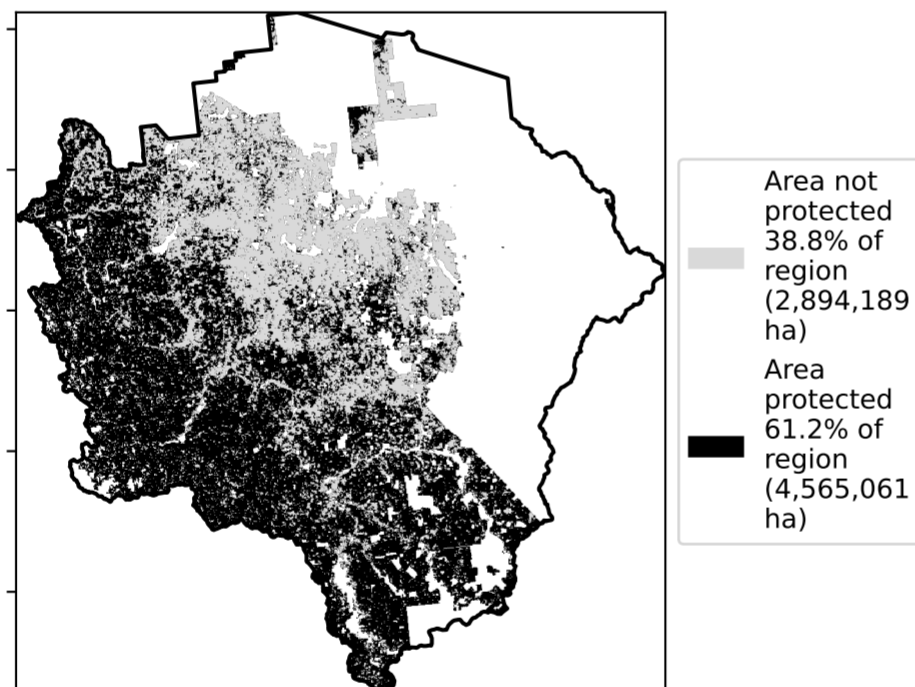 Area not
protected
38.8% of
region
(2,894,189
ha)
Area
protected
61.2% of
region
(4,565,061
ha)